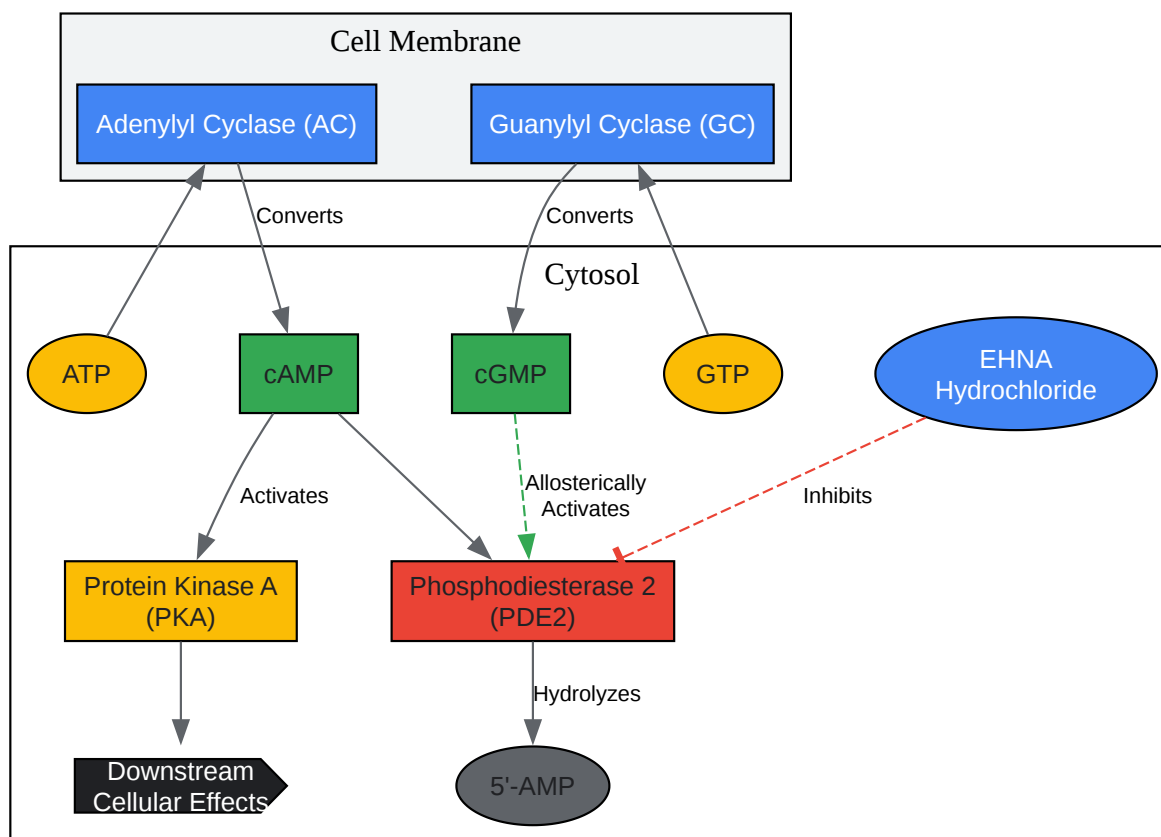 Cell Membrane
Adenylyl Cyclase (AC)
Guanylyl Cyclase (GC)
Converts
Converts
Cytosol
ATP
cAMP
cGMP
GTP
EHNA
Hydrochloride
Activates
Allosterically
Activates
Inhibits
Protein Kinase A
(PKA)
Phosphodiesterase 2
(PDE2)
Hydrolyzes
Downstream
Cellular Effects
5'-AMP